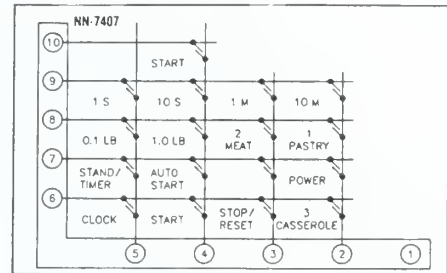 NN-7407
10
START
9
1 S 10 S 1 M 10 M
8
0.1 LB 1.0 LB 2 MEAT 1 PASTRY
7
STAND/ TIMER AUTO START POWER
6
CLOCK START STOP/ RESET 3 CASSEROLE
5 4 3 2 1